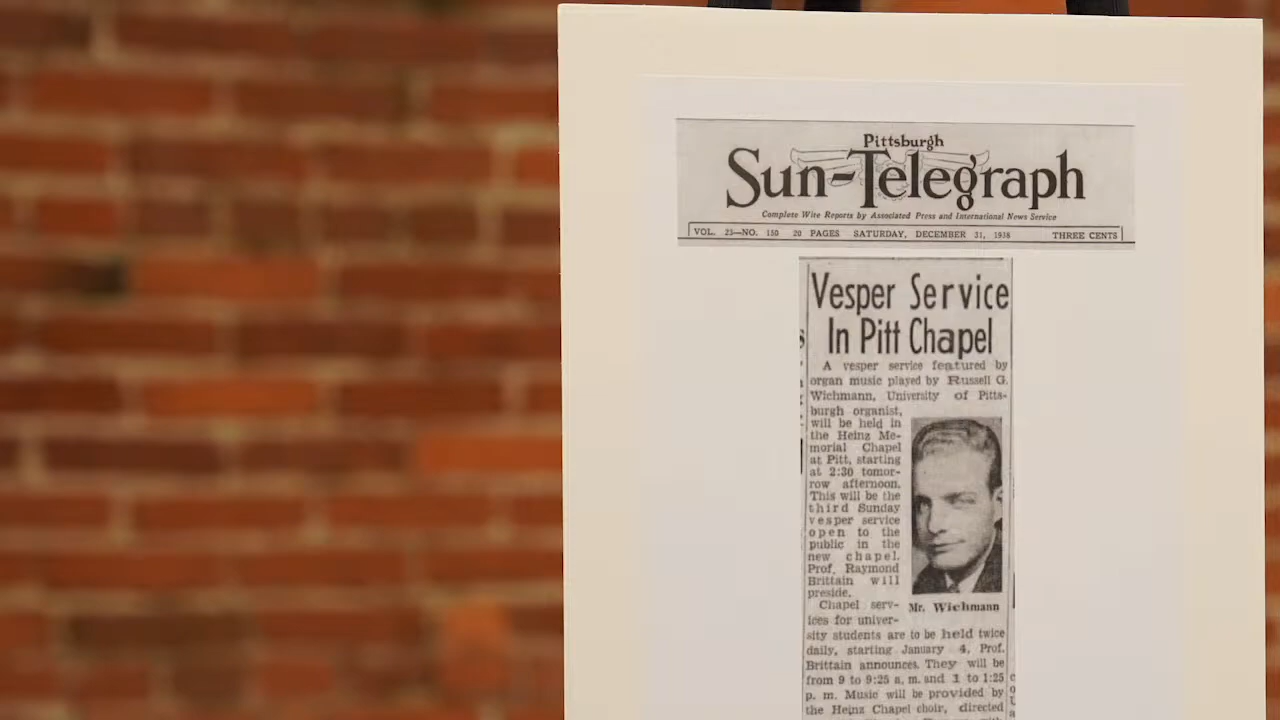 Pittsburgh
Sun-Telegraph
Complete Wire Reports by Associated Press and International News Service
VOL. 25—NO. 150 20 PAGES SATURDAY, DECEMBER 31, 1938 THREE CENTS
Vesper Service
In Pitt Chapel
A vesper service featured by
organ music played by Russell G.
Wichmann, University of Pitts-
burgh organist,
will be held in
the Heinz Me-
morial Chapel
at Pitt, starting
at 2:30 tomor-
row afternoon.
This will be the
third Sunday
vesper service
open to the
public in the
new chapel.
Prof. Raymond
Brittain will
preside.
Mr. Wichmann
Chapel serv-
ices for univer-
sity students are to be held twice
daily, starting January 4, Prof.
Brittain announces. They will be
from 9 to 9:25 a. m. and 1 to 1:25
p. m. Music will be provided by
the Heinz Chapel choir, directed